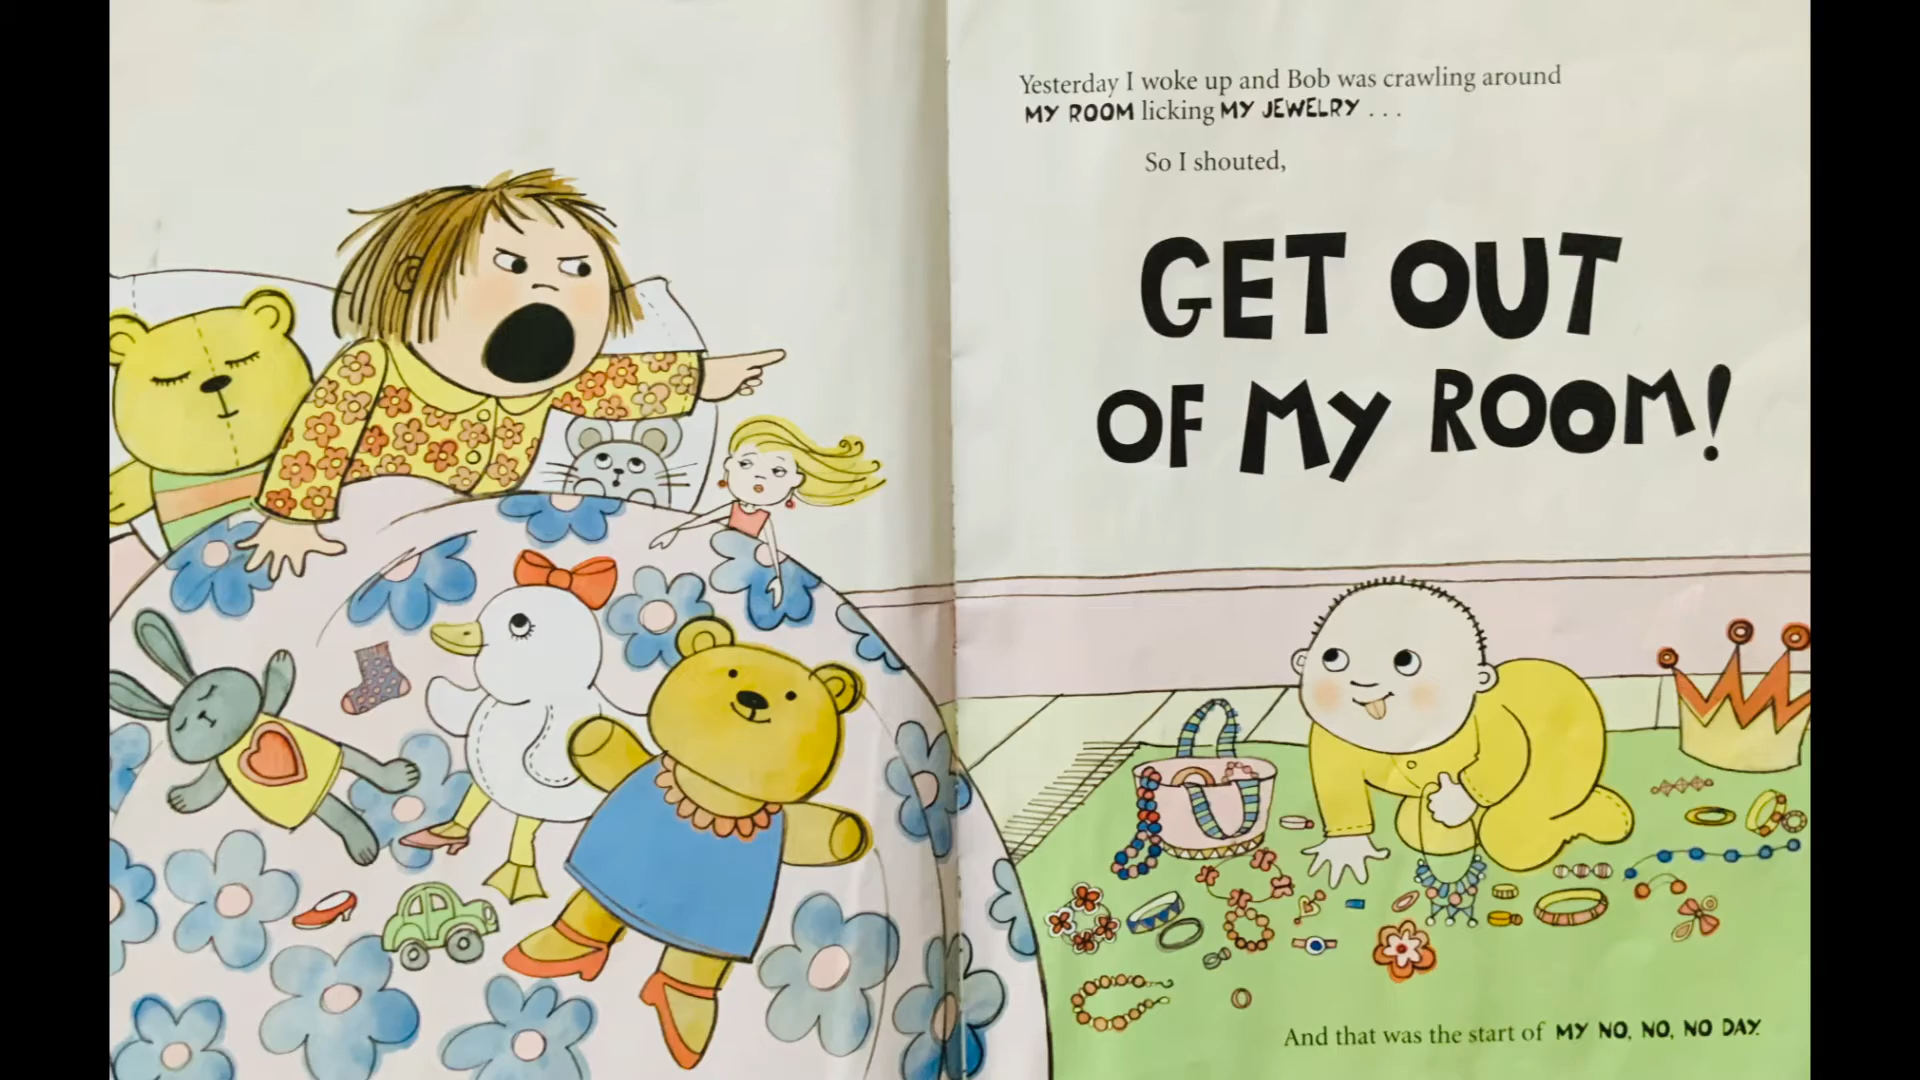 Yesterday I woke up and Bob was crawling around
MY ROOM licking MY JEWELRY . . .
So I shouted,
GET OUT
OF MY ROOM!
And that was the start of MY NO, NO, NO DAY.